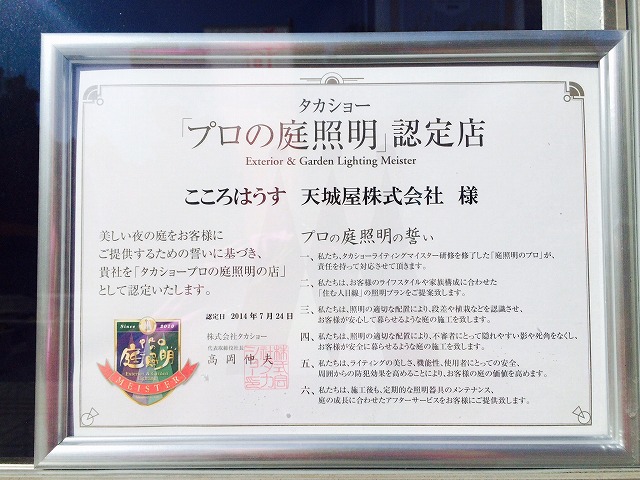 タカショー
「プロの庭照明」認定店
Exterior & Garden Lighting Meister
こころはうす 天城屋株式会社 様
美しい夜の庭をお客様に
ご提供するための誓いに基づき、
貴社を「タカショープロの庭照明の店」
として認定いたします。
認定日 2014年7月24日
株式会社タカショー
代表取締役社長
高岡伸夫
Since 2010
プロの
庭照明
Exterior & Garden
MEISTER
プロの庭照明の誓い
一、私たち、タカショーライティングマイスター研修を修了した「庭照明のプロ」が、
責任を持って対応させて頂きます。
二、私たちは、お客様のライフスタイルや家族構成に合わせた
「住む人目線」の照明プランをご提案致します。
三、私たちは、照明の適切な配置により、段差や植栽などを認識させ、
お客様が安心して暮らせるような庭の施工を致します。
四、私たちは、照明の適切な配置により、不審者にとって隠れやすい影や死角をなくし、
お客様が安全に暮らせるような庭の施工を致します。
五、私たちは、ライティングの美しさ、機能性、使用者にとっての安全、
周囲からの防犯効果を高めることにより、お客様の庭の価値を高めます。
六、私たちは、施工後も、定期的な照明器具のメンテナンス、
庭の成長に合わせたアフターサービスをお客様にご提供致します。